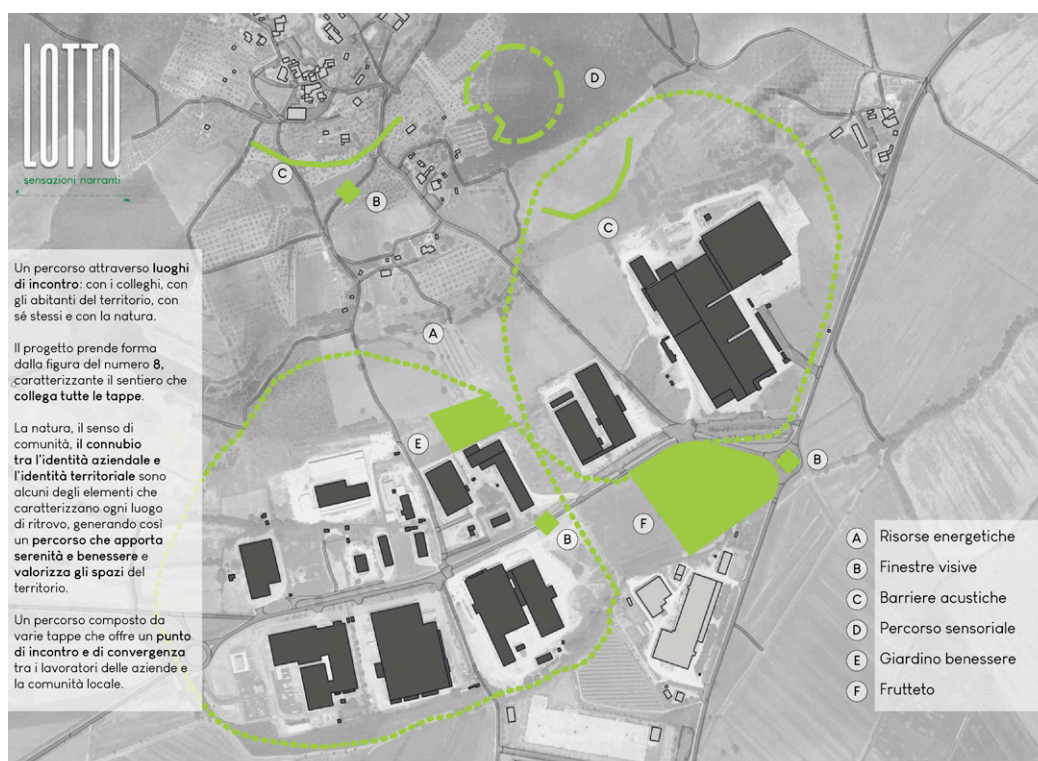 LOTTO
sensazioni narranti
Un percorso attraverso luoghi
di incontro: con i colleghi, con
gli abitanti del territorio, con
sé stessi e con la natura.
Il progetto prende forma
dalla figura del numero 8,
caratterizzante il sentiero che
collega tutte le tappe.
La natura, il senso di
comunità, il connubio
tra l'identità aziendale e
l'identità territoriale sono
alcuni degli elementi che
caratterizzano ogni luogo
di ritrovo, generando così
un percorso che apporta
serenità e benessere e
valorizza gli spazi del
territorio.
Un percorso composto da
varie tappe che offre un punto
di incontro e di convergenza
tra i lavoratori delle aziende e
la comunità locale.
D
C
B
C
A
E
B
B
F
A Risorse energetiche
B Finestre visive
C Barriere acustiche
D Percorso sensoriale
E Giardino benessere
F Frutteto